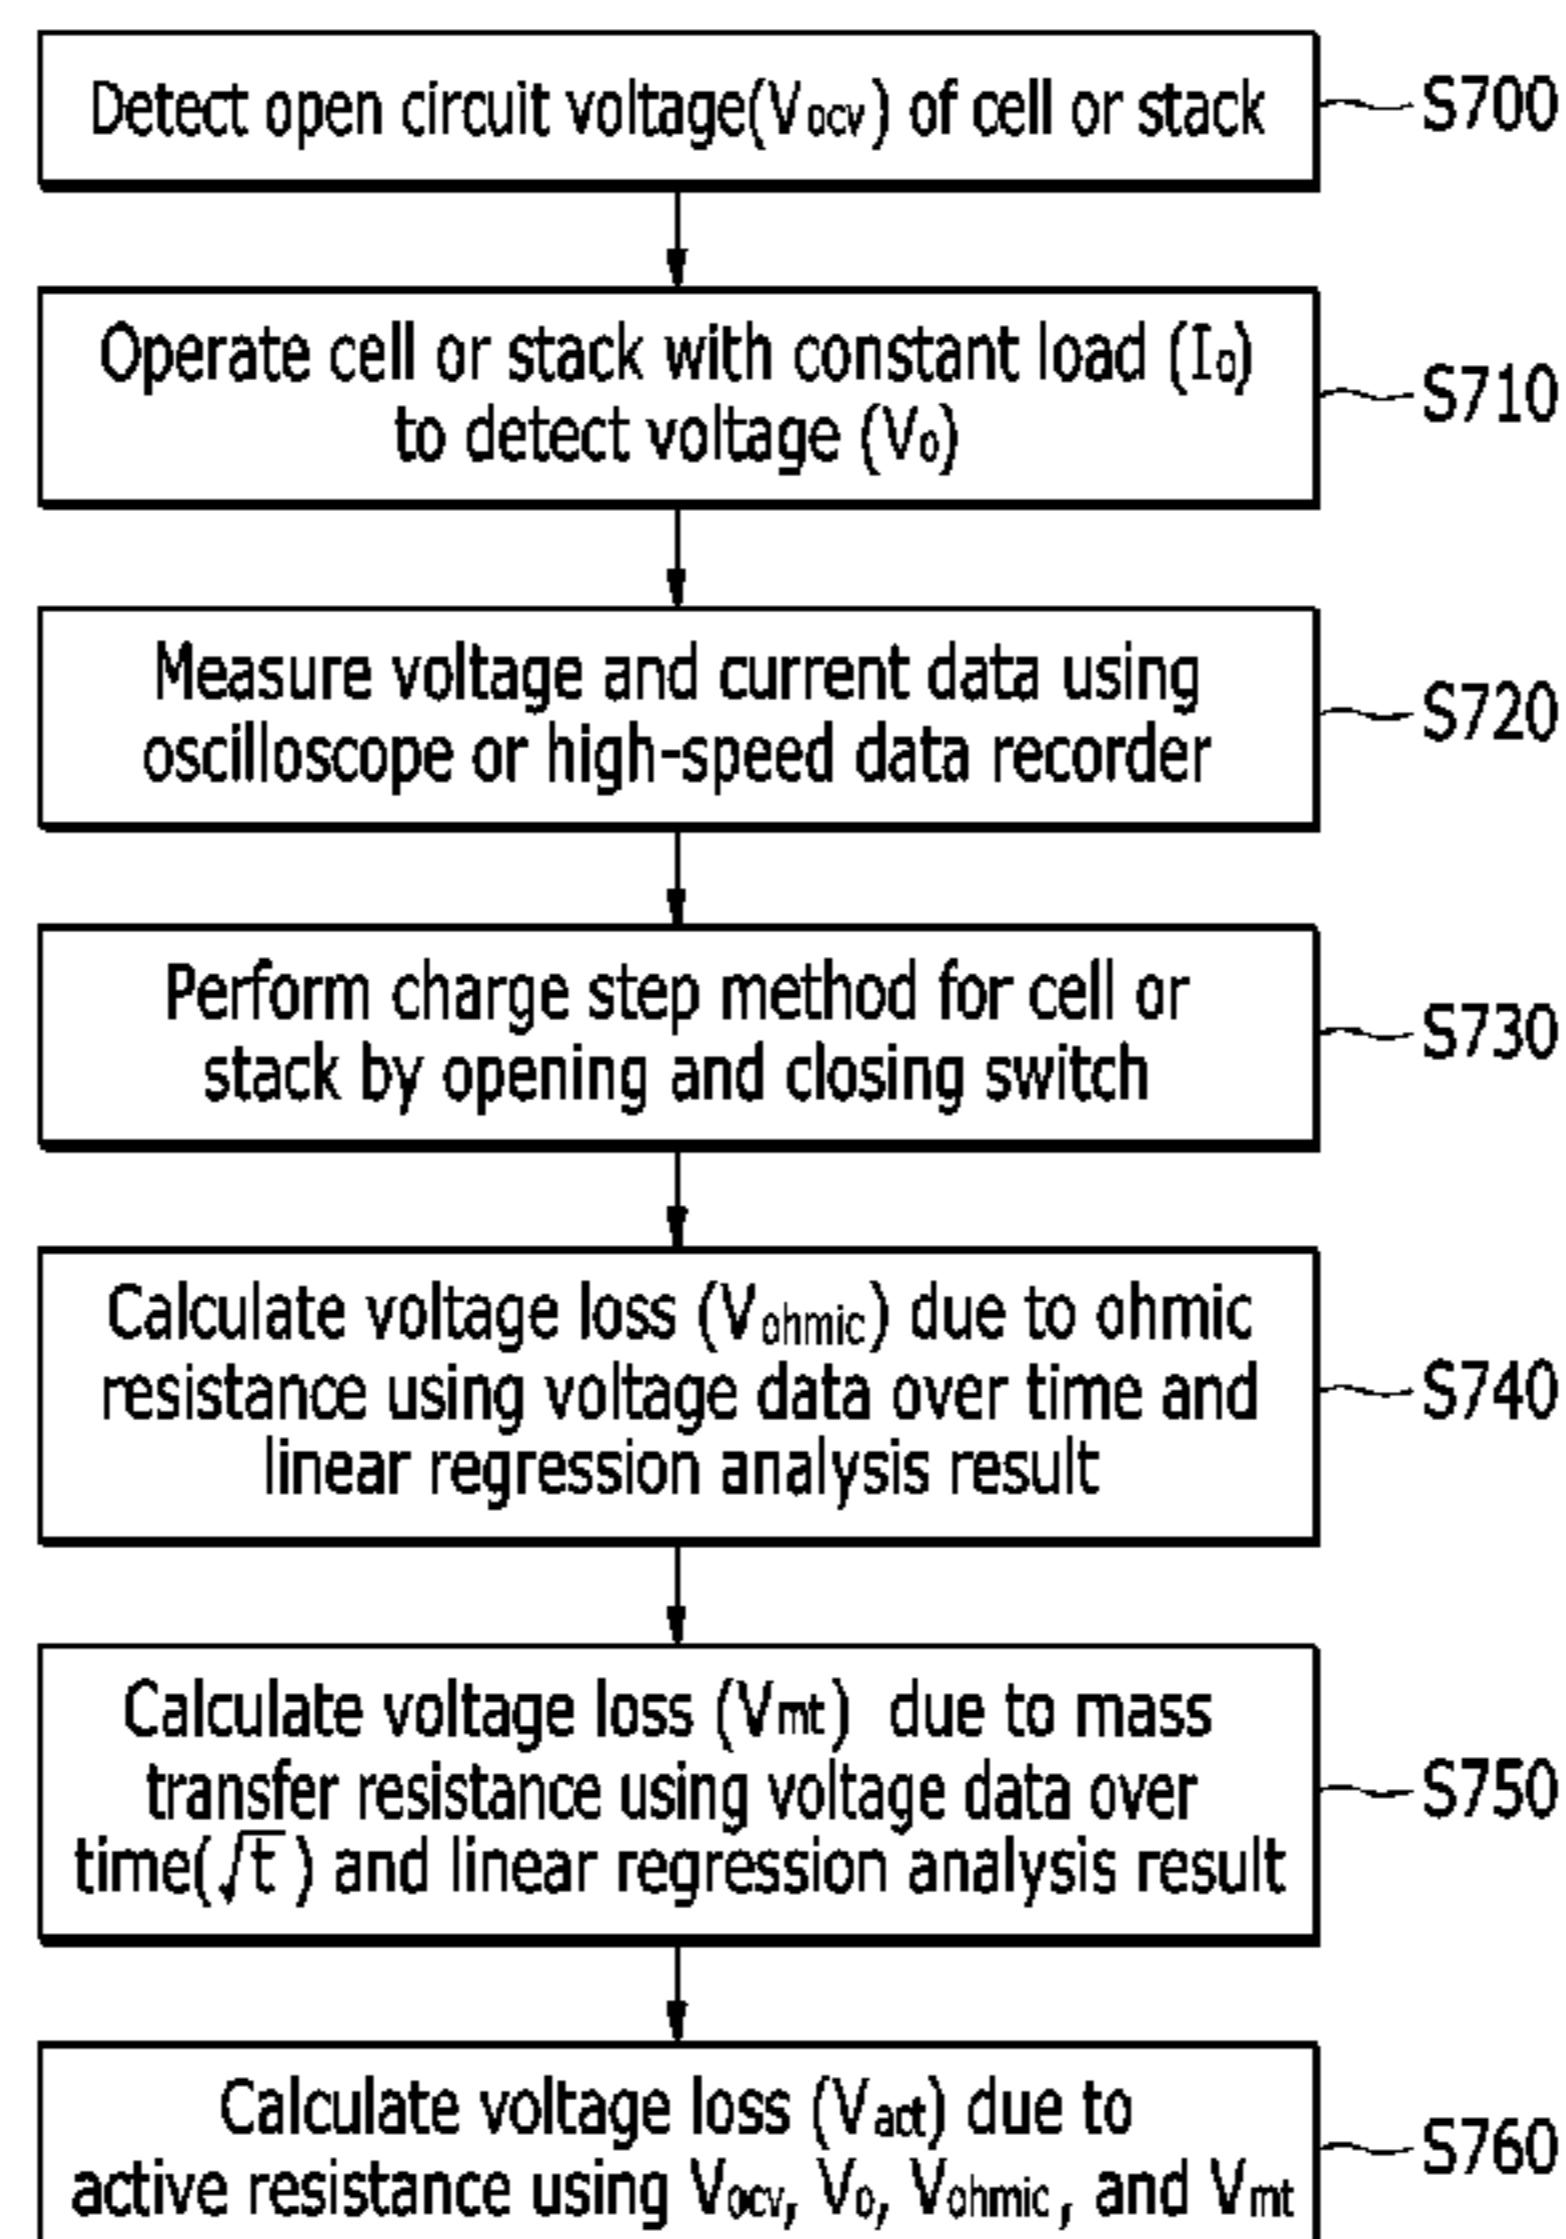 Detect open circuit voltage(Vocv) of cell or stack
S700
Operate cell or stack with constant load (Io)
to detect voltage (Vo)
S710
Measure voltage and current data using
oscilloscope or high-speed data recorder
S720
Perform charge step method for cell or
stack by opening and closing switch
S730
Calculate voltage loss (Vohmic) due to ohmic
resistance using voltage data over time and
linear regression analysis result
S740
Calculate voltage loss (Vmt) due to mass
transfer resistance using voltage data over
time(√t) and linear regression analysis result
S750
Calculate voltage loss (Vact) due to
active resistance using Vocv, Vo, Vohmic, and Vmt
S760